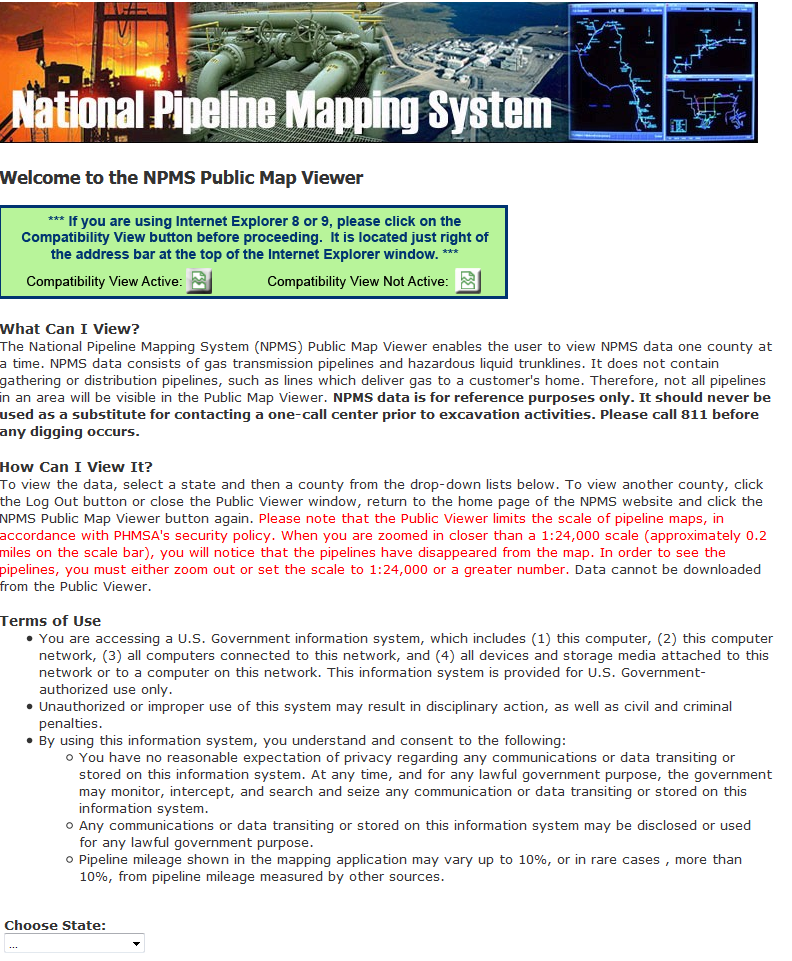 National Pipeline Mapping System
Welcome to the NPMS Public Map Viewer
*** If you are using Internet Explorer 8 or 9, please click on the
Compatibility View button before proceeding. It is located just right of
the address bar at the top of the Internet Explorer window. ***
Compatibility View Active:
Compatibility View Not Active:
What Can I View?
The National Pipeline Mapping System (NPMS) Public Map Viewer enables the user to view NPMS data one county at
a time. NPMS data consists of gas transmission pipelines and hazardous liquid trunklines. It does not contain
gathering or distribution pipelines, such as lines which deliver gas to a customer's home. Therefore, not all pipelines
in an area will be visible in the Public Map Viewer. NPMS data is for reference purposes only. It should never be
used as a substitute for contacting a one-call center prior to excavation activities. Please call 811 before
any digging occurs.
How Can I View It?
To view the data, select a state and then a county from the drop-down lists below. To view another county, click
the Log Out button or close the Public Viewer window, return to the home page of the NPMS website and click the
NPMS Public Map Viewer button again. Please note that the Public Viewer limits the scale of pipeline maps, in
accordance with PHMSA's security policy. When you are zoomed in closer than a 1:24,000 scale (approximately 0.2
miles on the scale bar), you will notice that the pipelines have disappeared from the map. In order to see the
pipelines, you must either zoom out or set the scale to 1:24,000 or a greater number. Data cannot be downloaded
from the Public Viewer.
Terms of Use
• You are accessing a U.S. Government information system, which includes (1) this computer, (2) this computer
network, (3) all computers connected to this network, and (4) all devices and storage media attached to this
network or to a computer on this network. This information system is provided for U.S. Government-
authorized use only.
• Unauthorized or improper use of this system may result in disciplinary action, as well as civil and criminal
penalties.
• By using this information system, you understand and consent to the following:
○ You have no reasonable expectation of privacy regarding any communications or data transiting or
stored on this information system. At any time, and for any lawful government purpose, the government
may monitor, intercept, and search and seize any communication or data transiting or stored on this
information system.
○ Any communications or data transiting or stored on this information system may be disclosed or used
for any lawful government purpose.
○ Pipeline mileage shown in the mapping application may vary up to 10%, or in rare cases , more than
10%, from pipeline mileage measured by other sources.
Choose State:
...